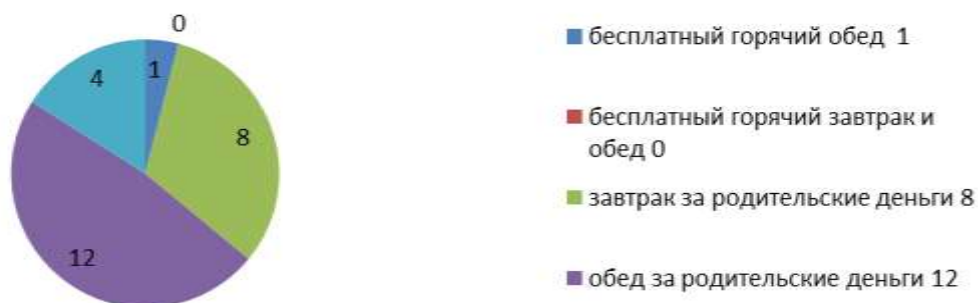 0
1
4
8
12
бесплатный горячий обед 1
бесплатный горячий завтрак и
обед 0
завтрак за родительские деньги 8
обед за родительские деньги 12